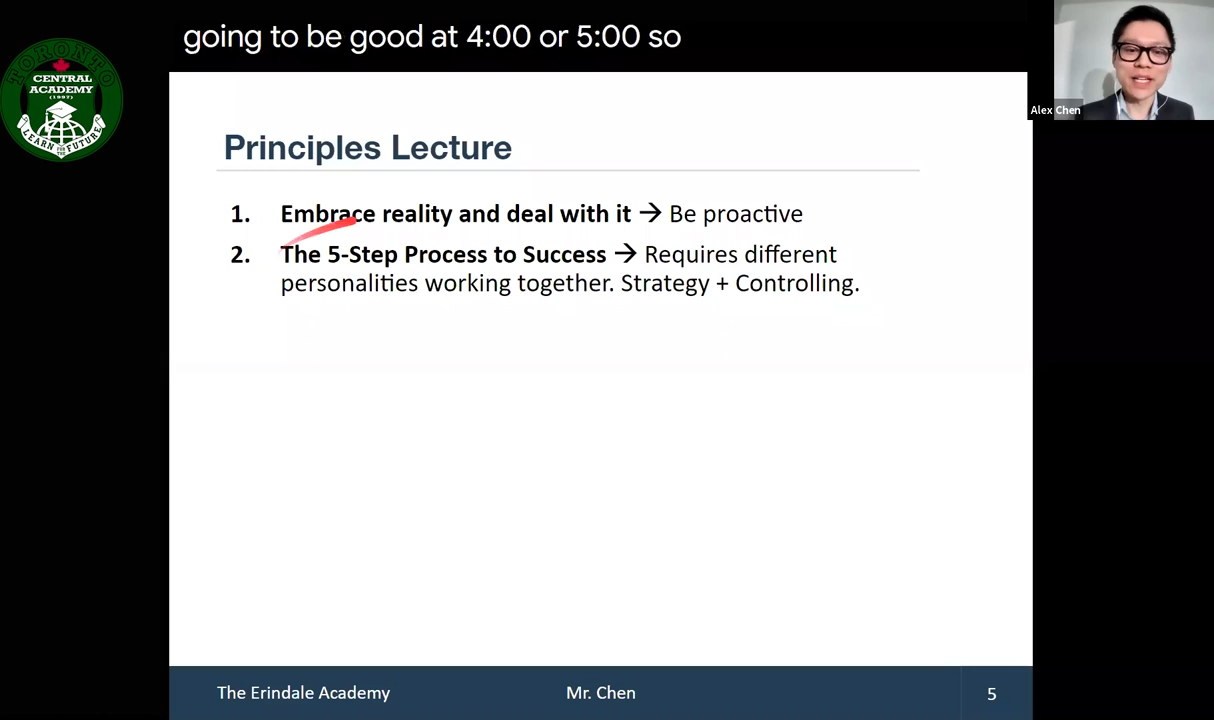 going to be good at 4:00 or 5:00 so
TORONTO
CENTRAL
ACADEMY
(1997)
LEARN FOR THE FUTURE
Alex Chen
Principles Lecture
1. Embrace reality and deal with it → Be proactive
2. The 5-Step Process to Success → Requires different
personalities working together. Strategy + Controlling.
The Erindale Academy
Mr. Chen
5